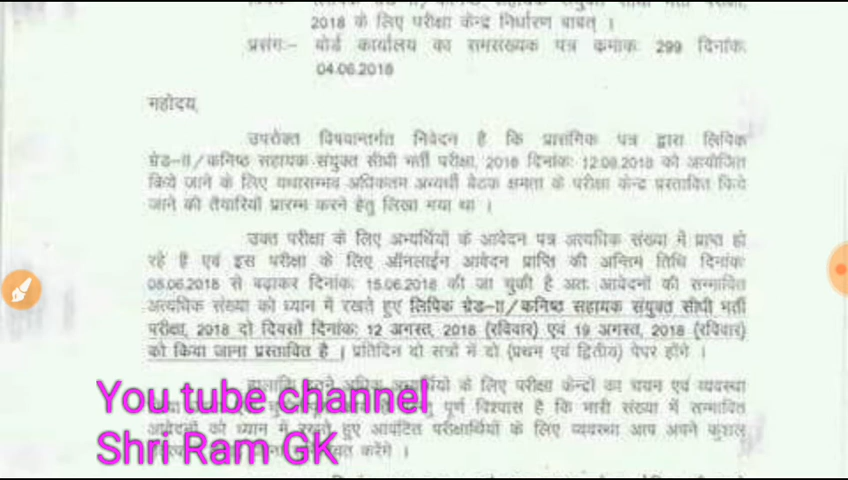 2018 के लिए परीक्षा केन्द्र निर्धारण बाबत् ।
प्रसंगः- बोर्ड कार्यालय का समसंख्यक पत्र कमांक 299 दिनांकः
04.06.2018
महोदय,
उपरोक्त विषयान्तर्गत निवेदन है कि प्रासंगिक पत्र द्वारा लिपिक
ग्रेड-II/कनिष्ठ सहायक संयुक्त सीधी भर्ती परीक्षा, 2018 दिनांकः 12.08.2018 को आयोजित
किये जाने के लिए यथासम्भव अधिकतम अभ्यर्थी बैठक क्षमता के परीक्षा केन्द्र प्रस्तावित किये
जाने की तैयारियाँ प्रारम्भ करने हेतु लिखा गया था ।
उक्त परीक्षा के लिए अभ्यर्थियों के आवेदन पत्र अत्यधिक संख्या में प्राप्त हो
रहे है एवं इस परीक्षा के लिए ऑनलाईन आवेदन प्राप्ति की अन्तिम तिथि दिनांकः
08.06.2018 से बढ़ाकर दिनांकः 15.06.2018 की जा चुकी है अतः आवेदनों की सम्भावित
अत्यधिक संख्या को ध्यान में रखते हुए लिपिक ग्रेड-II/कनिष्ठ सहायक संयुक्त सीधी भर्ती
परीक्षा, 2018 दो दिवसों दिनांकः 12 अगस्त, 2018 (रविवार) एवं 19 अगस्त, 2018 (रविवार)
को किया जाना प्रस्तावित है । प्रतिदिन दो सत्रों में दो (प्रथम एवं द्वितीय) पेपर होंगे ।
हालांकि इतने अधिक अभ्यर्थियों के लिए परीक्षा केन्द्रों का चयन एवं व्यवस्था
पूर्ण विश्वास है कि भारी संख्या में सम्भावित
आवेदनों को ध्यान में रखते हुए आवंटित परीक्षार्थियों के लिए व्यवस्था आप अपने कुशल
करेंगे ।
You tube channel
Shri Ram GK